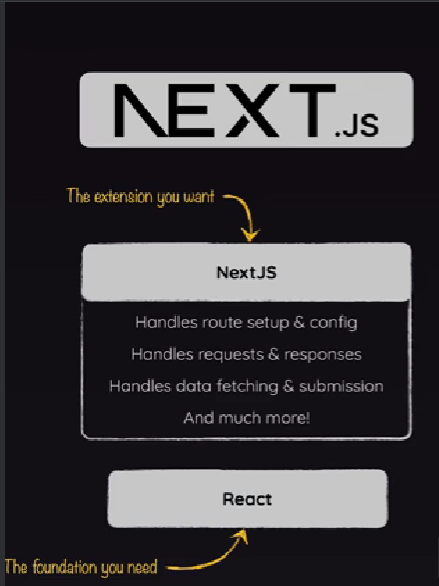 NEXT.JS
The extension you want
NextJS
Handles route setup & config
Handles requests & responses
Handles data fetching & submission
And much more!
React
The foundation you need